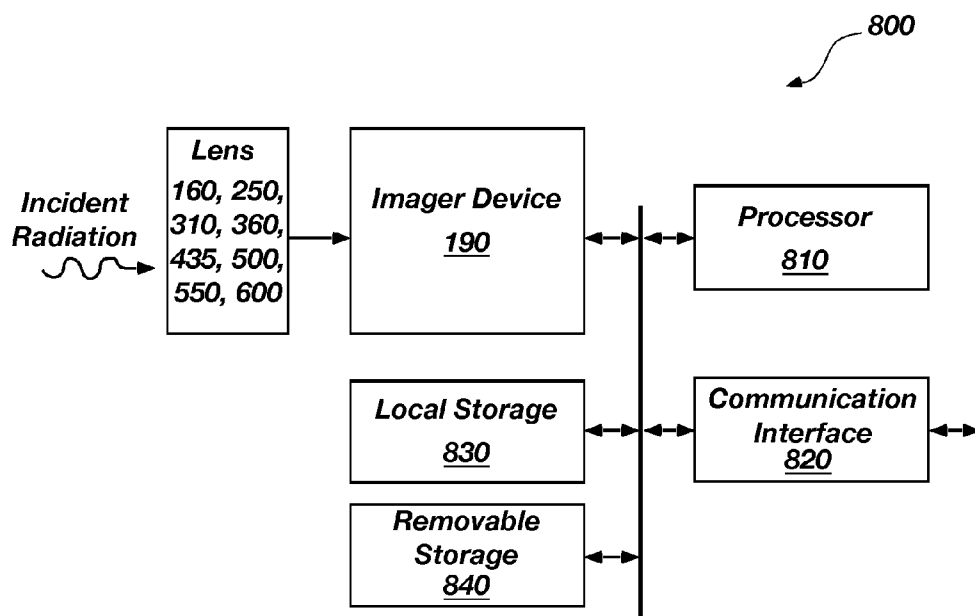 800
Lens
160, 250,
310, 360,
435, 500,
550, 600
Incident
Radiation
Imager Device
190
Processor
810
Local Storage
830
Communication
Interface
820
Removable
Storage
840